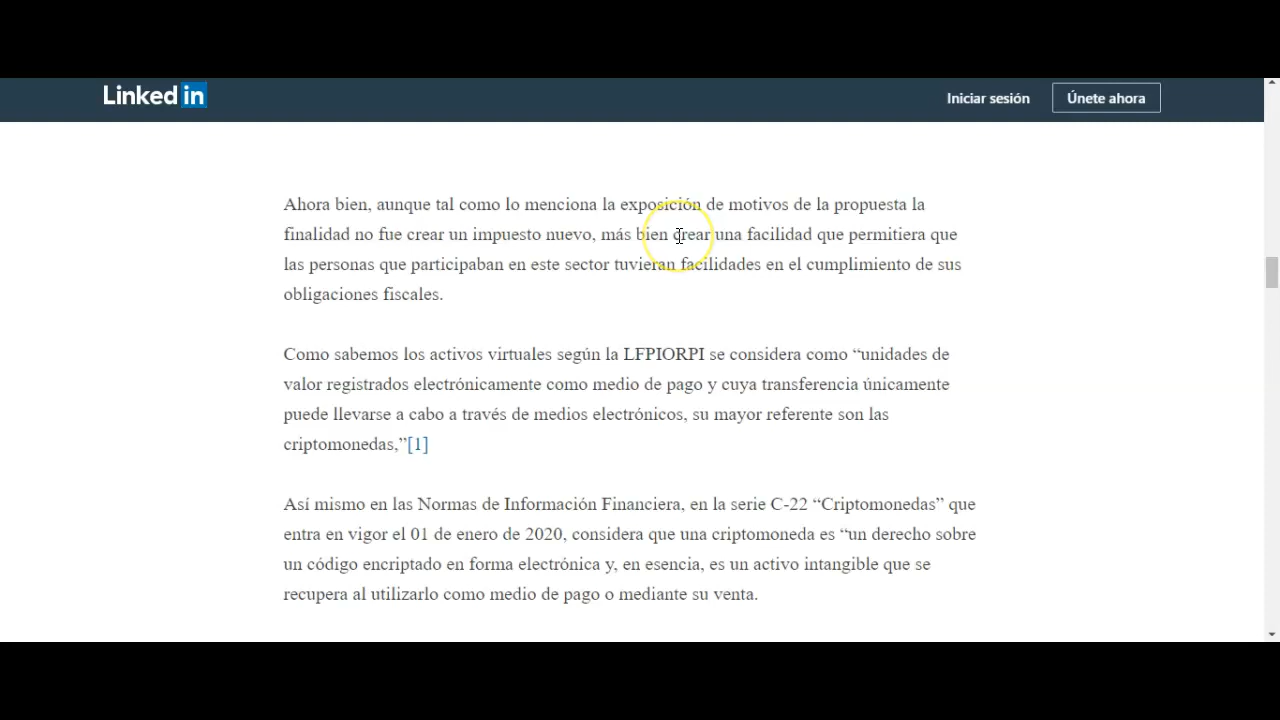 Linked in
Iniciar sesión
Únete ahora
Ahora bien, aunque tal como lo menciona la exposición de motivos de la propuesta la
finalidad no fue crear un impuesto nuevo, más bien crear una facilidad que permitiera que
las personas que participaban en este sector tuvieran facilidades en el cumplimiento de sus
obligaciones fiscales.
Como sabemos los activos virtuales según la LFPIORPI se considera como “unidades de
valor registrados electrónicamente como medio de pago y cuya transferencia únicamente
puede llevarse a cabo a través de medios electrónicos, su mayor referente son las
criptomonedas,”[1]
Así mismo en las Normas de Información Financiera, en la serie C-22 “Criptomonedas” que
entra en vigor el 01 de enero de 2020, considera que una criptomoneda es “un derecho sobre
un código encriptado en forma electrónica y, en esencia, es un activo intangible que se
recupera al utilizarlo como medio de pago o mediante su venta.